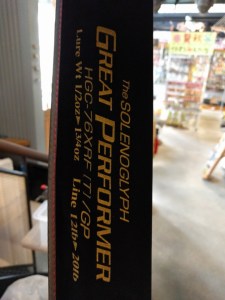 The SOLENOGLYPH
GREAT PERFORMER
HGC-76XRF /T/ /GP
Lure Wt 1/2oz▶1 3/4oz Line 12lb▶20lb